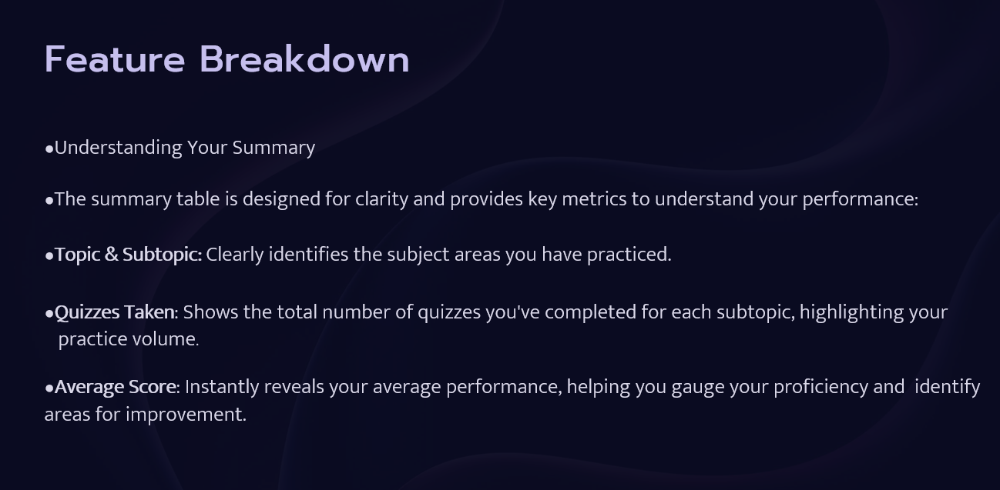 Feature Breakdown
●Understanding Your Summary
●The summary table is designed for clarity and provides key metrics to understand your performance:
●Topic & Subtopic: Clearly identifies the subject areas you have practiced.
●Quizzes Taken: Shows the total number of quizzes you've completed for each subtopic, highlighting your
practice volume.
●Average Score: Instantly reveals your average performance, helping you gauge your proficiency and  identify
areas for improvement.